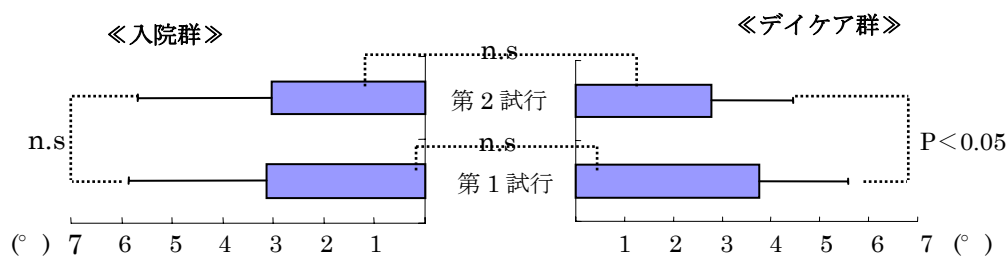 ≪入院群≫
≪デイケア群≫
n.s
第2試行
n.s
P＜0.05
n.s
第1試行
(° ) 7 6 5 4 3 2 1
1 2 3 4 5 6 7 (° )